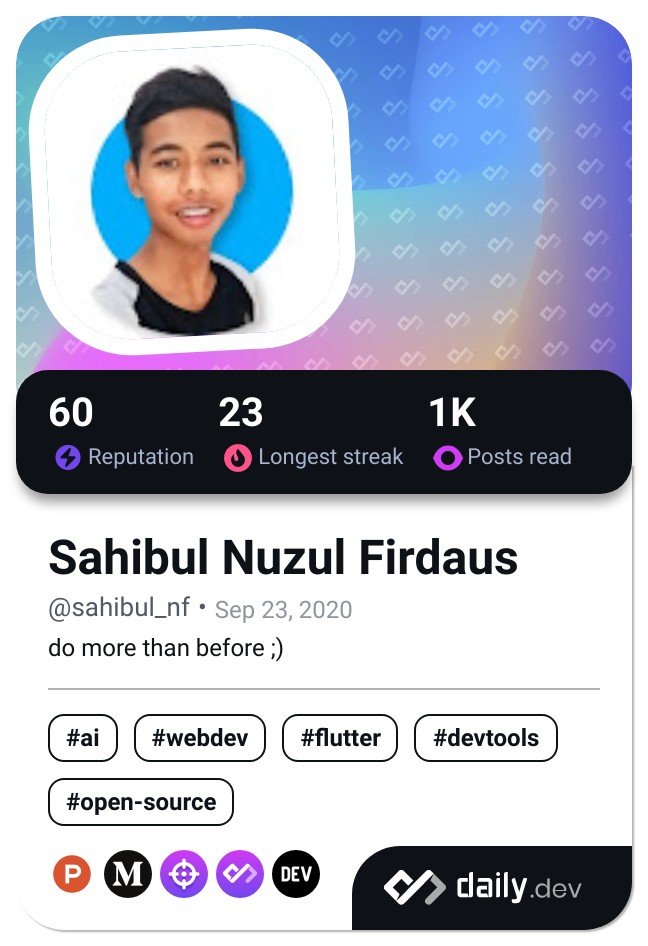 60 23 1K
Reputation Longest streak Posts read
Sahibul Nuzul Firdaus
@sahibul_nf • Sep 23, 2020
do more than before ;)
#ai #webdev #flutter #devtools
#open-source
P M DEV daily.dev